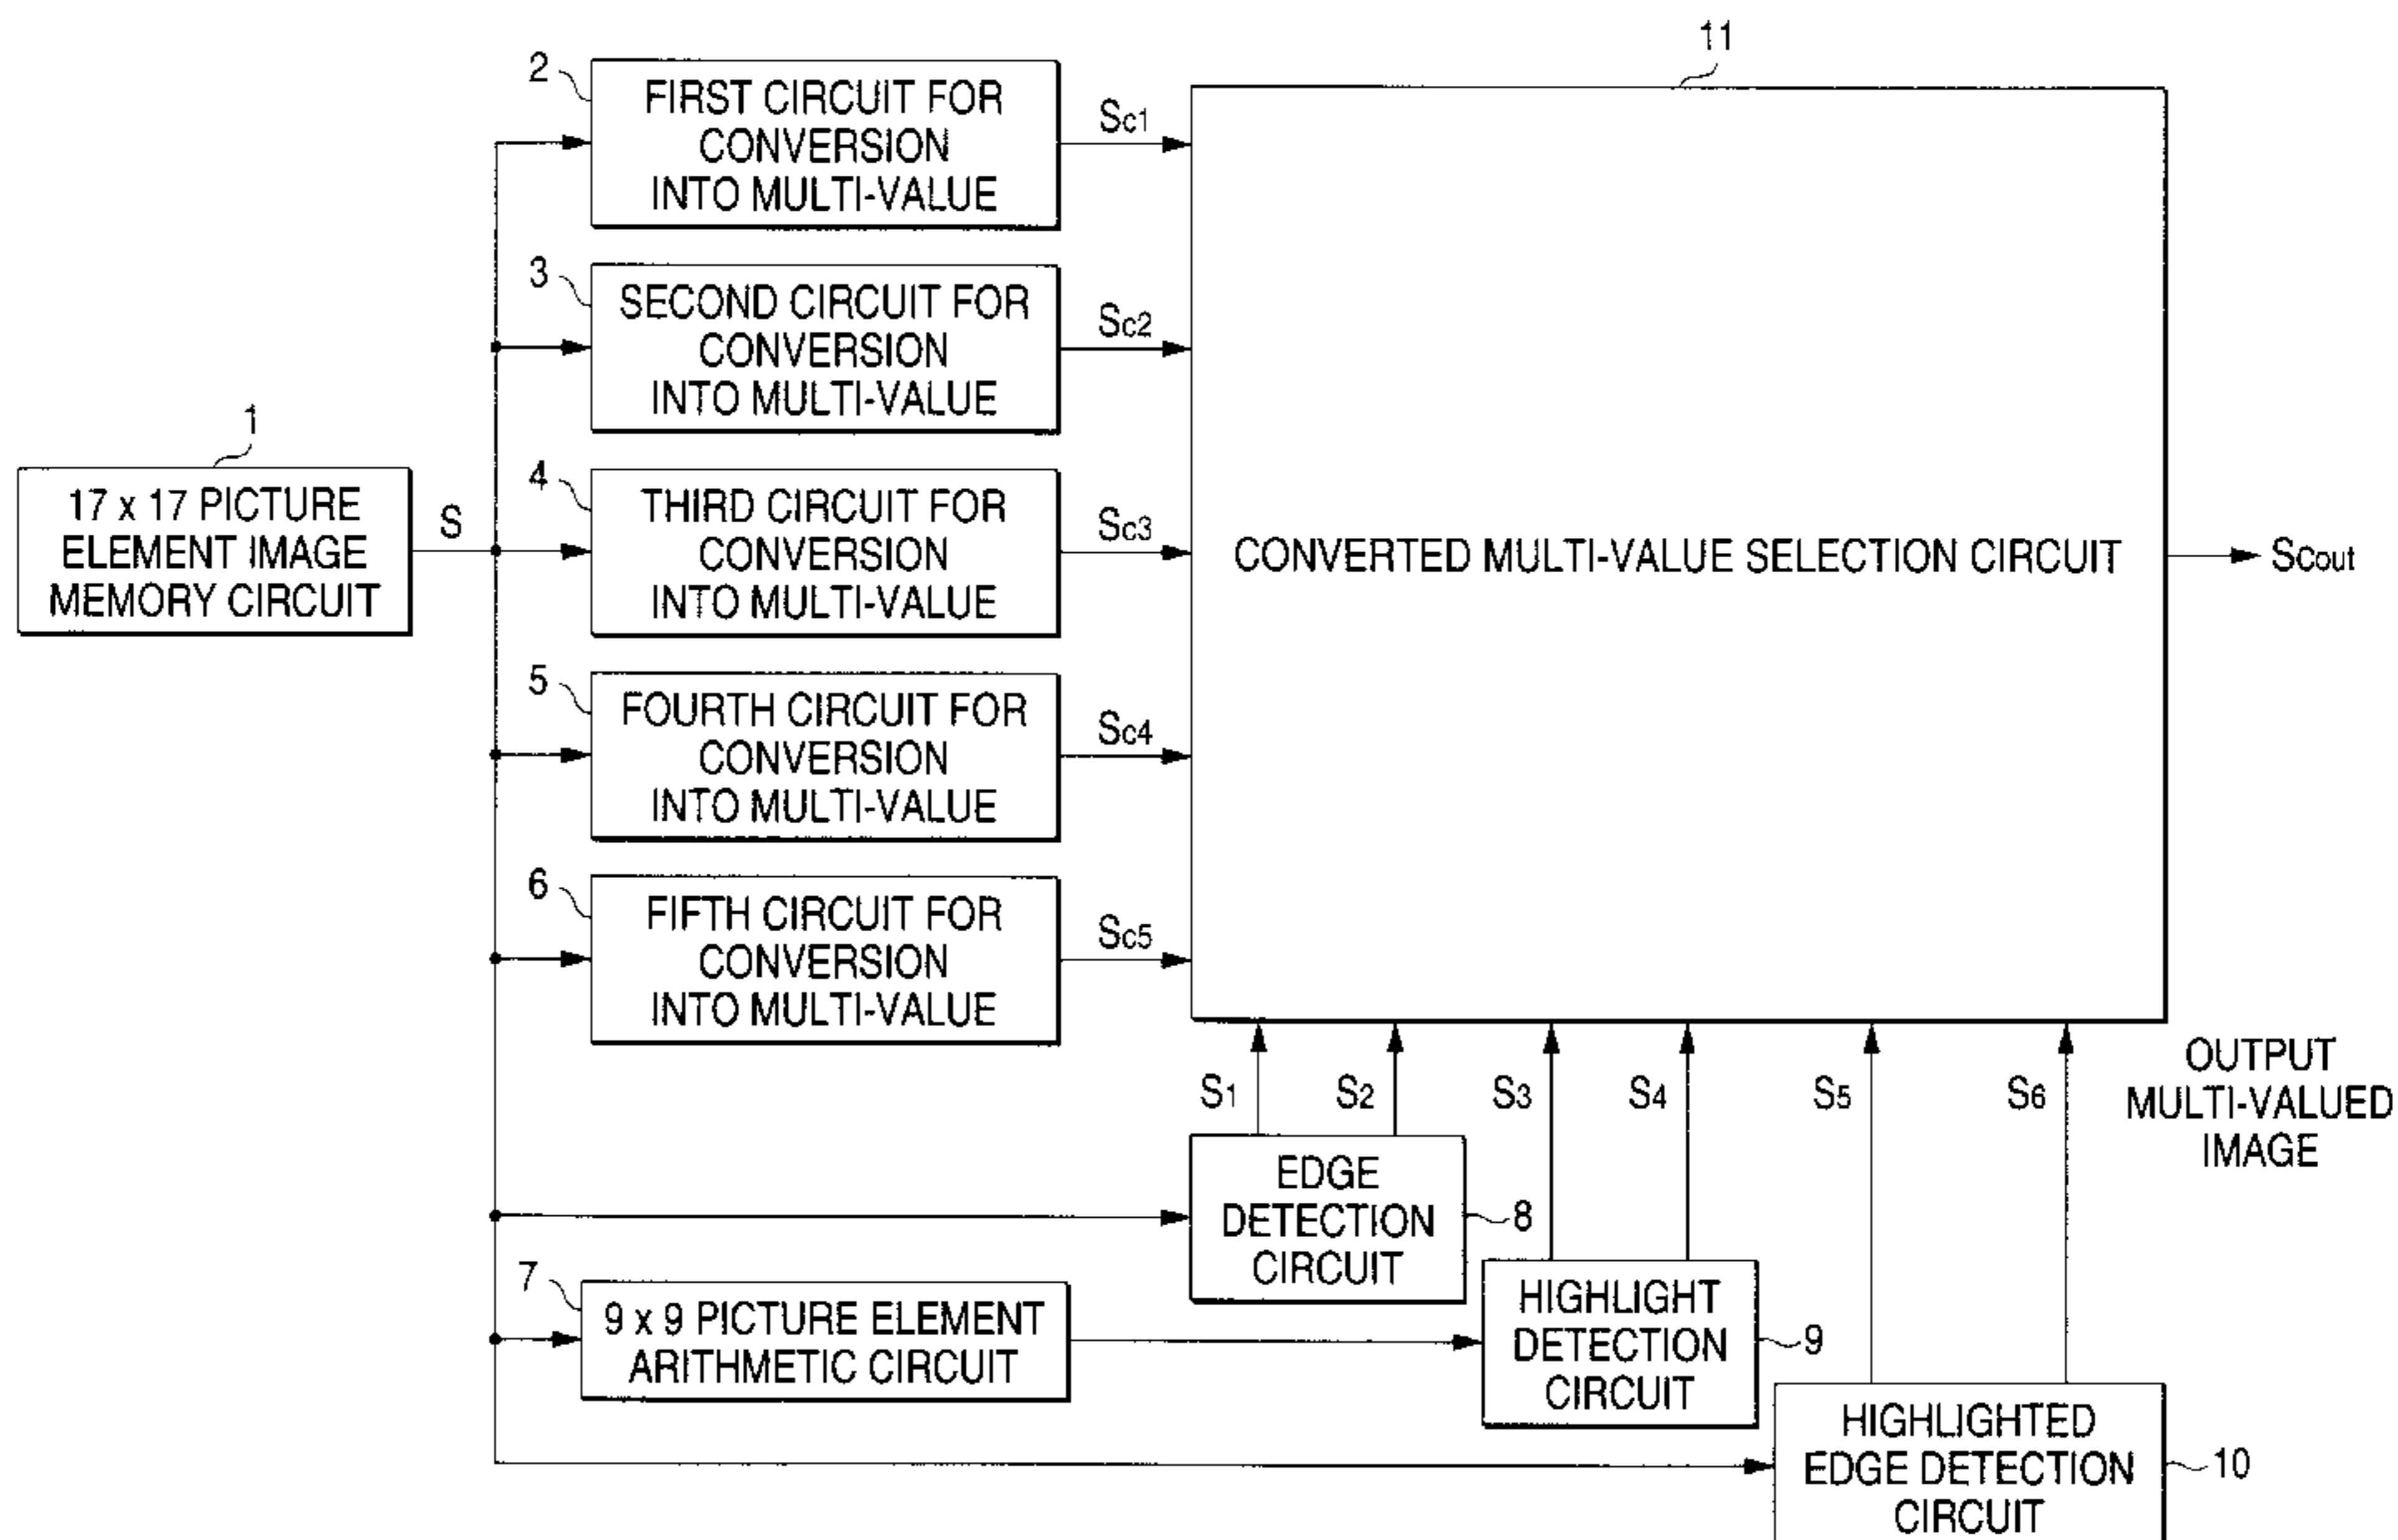 11
2
FIRST CIRCUIT FOR
CONVERSION
INTO MULTI-VALUE
Sc1
3
SECOND CIRCUIT FOR
CONVERSION
INTO MULTI-VALUE
Sc2
1
17 x 17 PICTURE
ELEMENT IMAGE
MEMORY CIRCUIT
S
4
THIRD CIRCUIT FOR
CONVERSION
INTO MULTI-VALUE
Sc3
CONVERTED MULTI-VALUE SELECTION CIRCUIT
Scout
5
FOURTH CIRCUIT FOR
CONVERSION
INTO MULTI-VALUE
Sc4
6
FIFTH CIRCUIT FOR
CONVERSION
INTO MULTI-VALUE
Sc5
S1
S2
S3
S4
S5
S6
OUTPUT
MULTI-VALUED
IMAGE
EDGE
DETECTION
CIRCUIT
8
7
9 x 9 PICTURE ELEMENT
ARITHMETIC CIRCUIT
HIGHLIGHT
DETECTION
CIRCUIT
9
HIGHLIGHTED
EDGE DETECTION
CIRCUIT
10